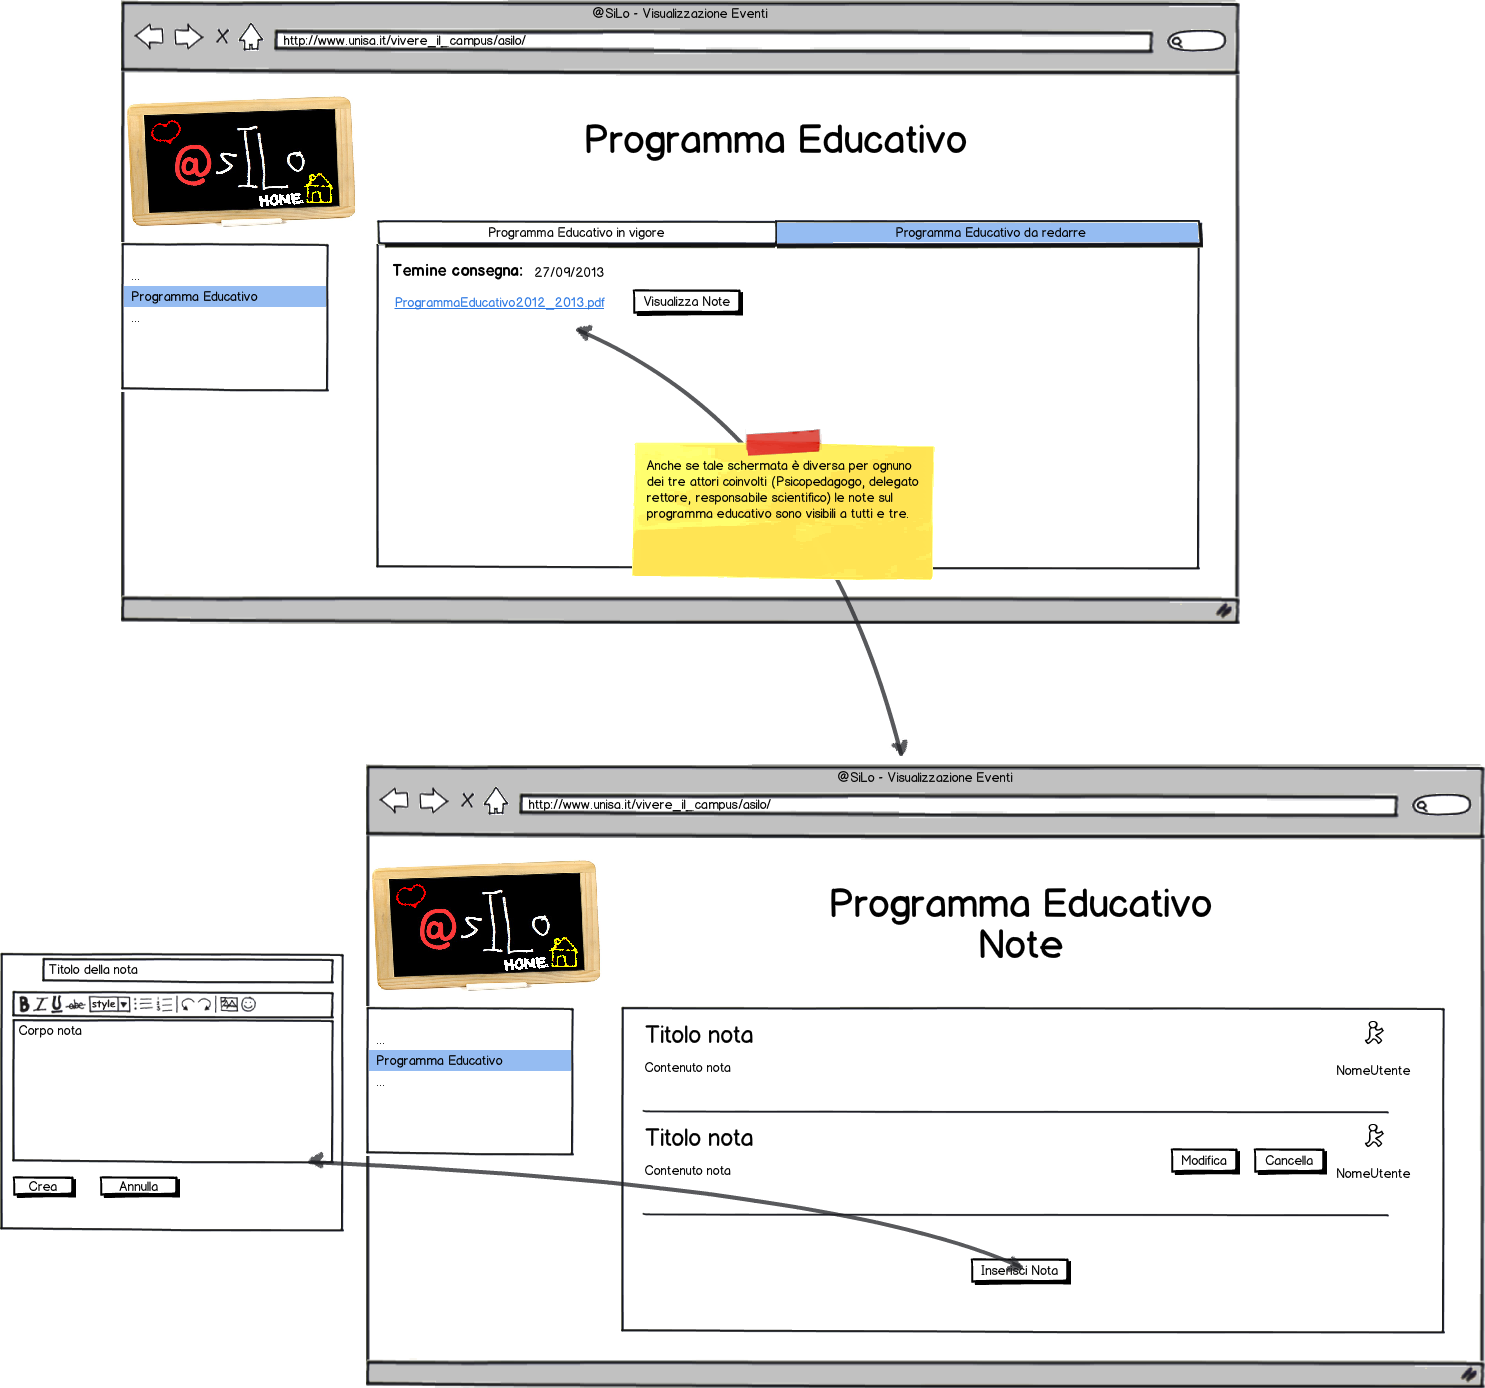 @SiLo - Visualizzazione Eventi
http://www.unisa.it/vivere_il_campus/asilo/
@sILo
HOME
Programma Educativo
Programma Educativo in vigore
Programma Educativo da redarre
...
Programma Educativo
...
Temine consegna: 27/09/2013
ProgrammaEducativo2012_2013.pdf
Visualizza Note
Anche se tale schermata è diversa per ognuno
dei tre attori coinvolti (Psicopedagogo, delegato
rettore, responsabile scientifico) le note sul
programma educativo sono visibili a tutti e tre.
@SiLo - Visualizzazione Eventi
http://www.unisa.it/vivere_il_campus/asilo/
@sILo
HOME
Programma Educativo
Note
...
Programma Educativo
...
Titolo nota
Contenuto nota
NomeUtente
Titolo nota
Contenuto nota
Modifica
Cancella
NomeUtente
Inserisci Nota
Titolo della nota
B I U abc style
Corpo nota
Crea
Annulla